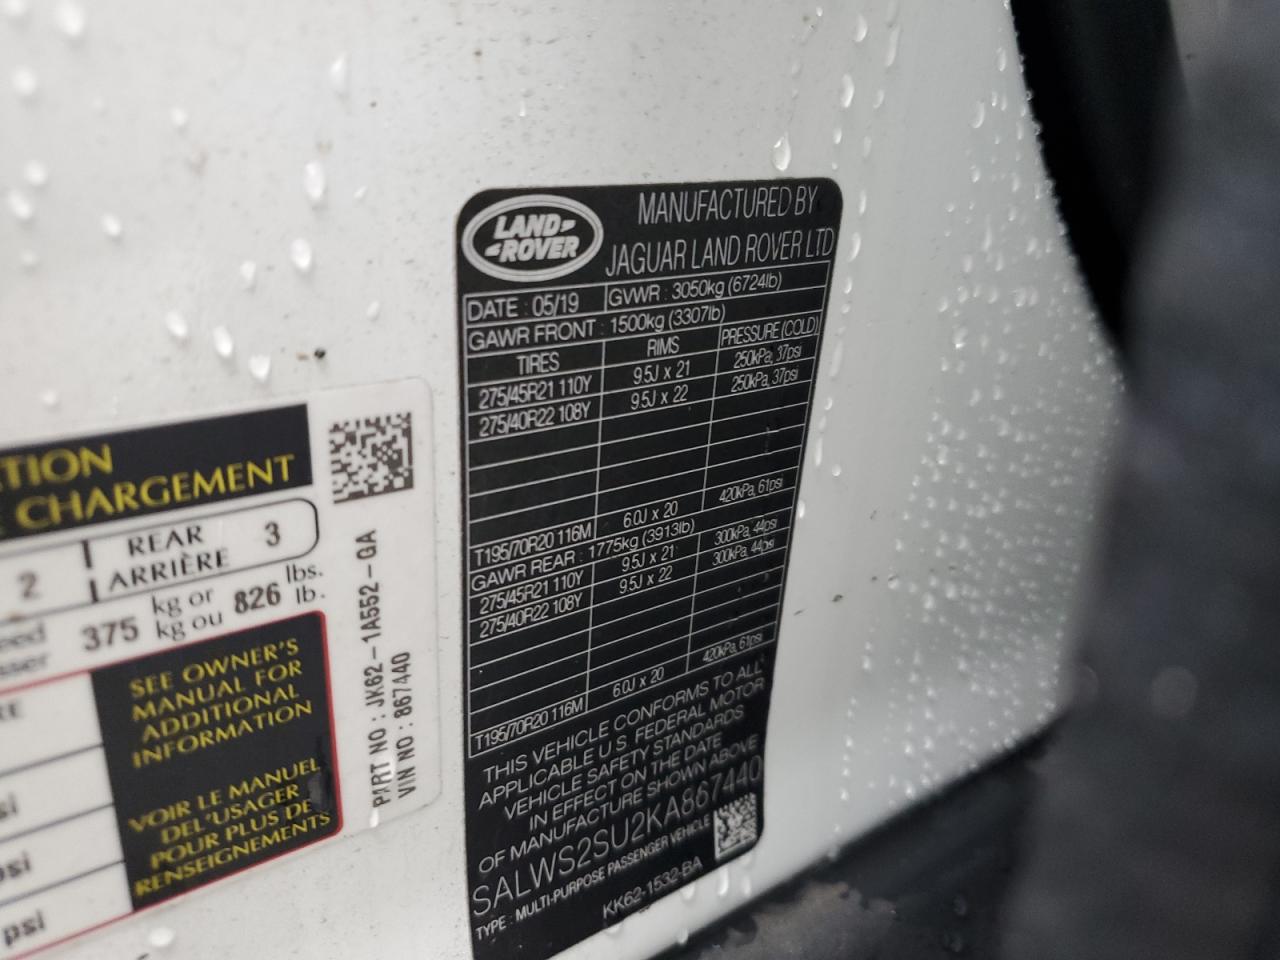 TION
E CHARGEMENT
2
REAR
ARRIÈRE
3
375
kg or
kg ou
826
lbs.
lb.
SEE OWNER'S
MANUAL FOR
ADDITIONAL
INFORMATION
VOIR LE MANUEL
DEL'USAGER
POUR PLUS DE
RENSEIGNEMENTS
psi
PART NO : JK62-1A552-GA
VIN NO : 867440
LAND-
-ROVER
MANUFACTURED BY
JAGUAR LAND ROVER LTD
DATE : 05/19 GVWR : 3050kg (6724lb)
GAWR FRONT : 1500kg (3307lb)
TIRES RIMS PRESSURE (COLD)
275/45R21 110Y 9.5J x 21 250kPa, 37psi
275/40R22 108Y 9.5J x 22 250kPa, 37psi
T195/70R20 116M 6.0J x 20 420kPa, 61psi
GAWR REAR : 1775kg (3913lb)
275/45R21 110Y 9.5J x 21 300kPa, 44psi
275/40R22 108Y 9.5J x 22 300kPa, 44psi
T195/70R20 116M 6.0J x 20 420kPa, 61psi
THIS VEHICLE CONFORMS TO ALL
APPLICABLE U.S. FEDERAL MOTOR
VEHICLE SAFETY STANDARDS
IN EFFECT ON THE DATE
OF MANUFACTURE SHOWN ABOVE
SALWS2SU2KA867440
TYPE : MULTI-PURPOSE PASSENGER VEHICLE
KK62-1532-BA